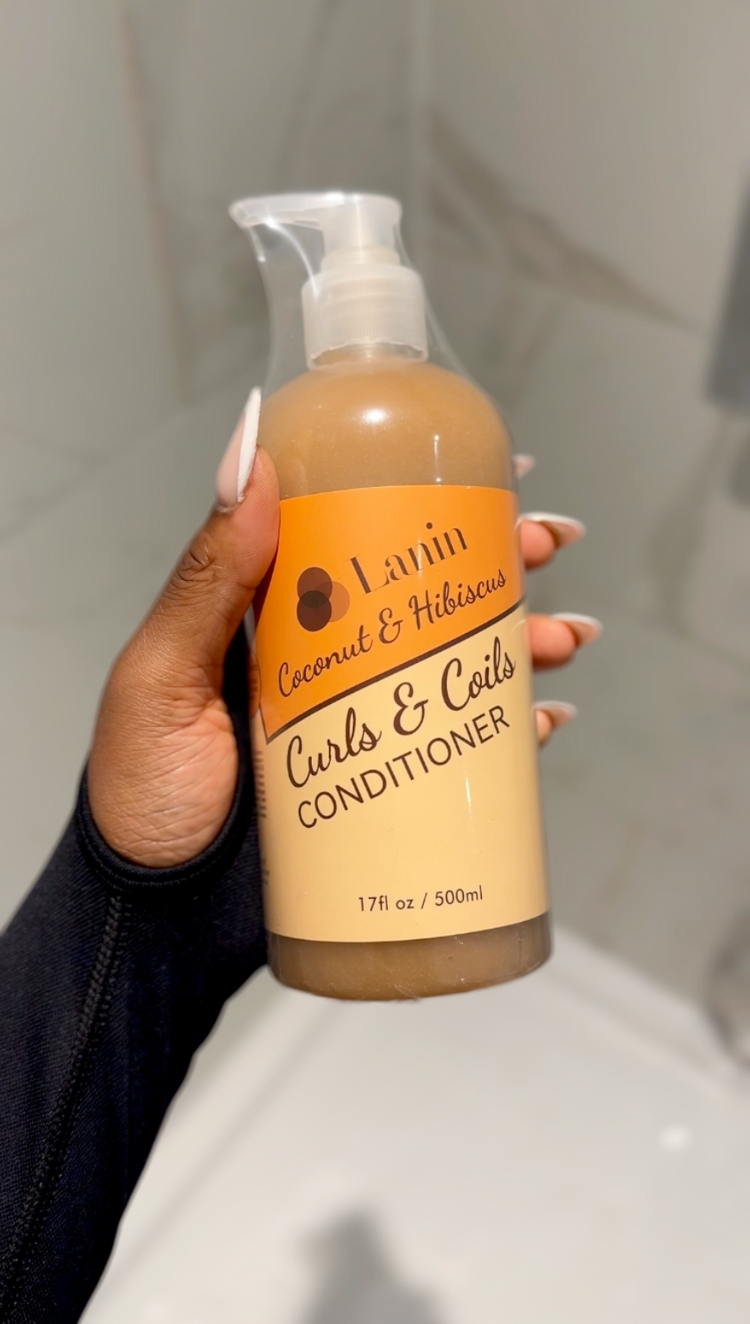 Lanin
Coconut & Hibiscus
Curls & Coils
CONDITIONER
17fl oz / 500ml